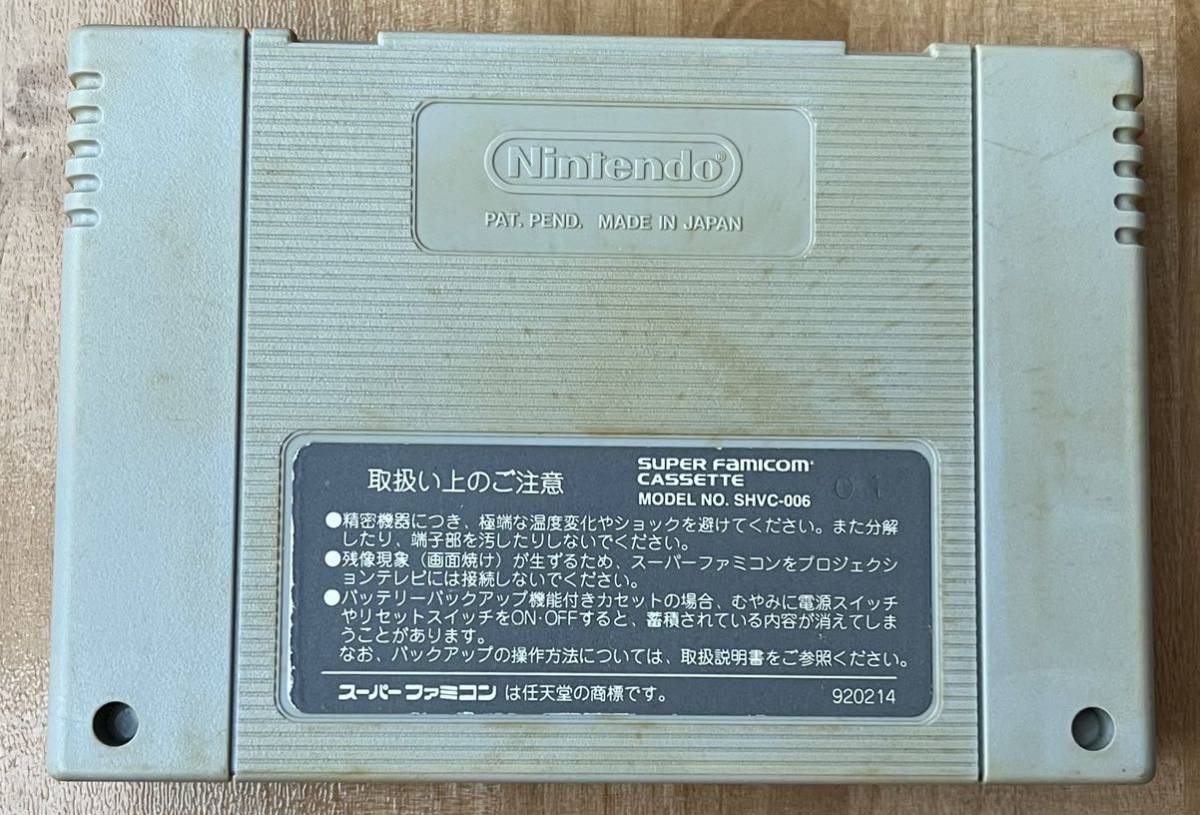 Nintendo®
PAT. PEND. MADE IN JAPAN
取扱い上のご注意
SUPER FAMICOM
CASSETTE
MODEL NO. SHVC-006
01
●精密機器につき、極端な温度変化やショックを避けてください。また分解
したり、端子部を汚したりしないでください。
●残像現象（画面焼け）が生ずるため、スーパーファミコンをプロジェクシ
ョンテレビには接続しないでください。
●バッテリーバックアップ機能付きカセットの場合、むやみに電源スイッチ
やリセットスイッチをON・OFFすると、蓄積されている内容が消えてしま
うことがあります。
なお、バックアップの操作方法については、取扱説明書をご参照ください。
スーパーファミコン は任天堂の商標です。
920214